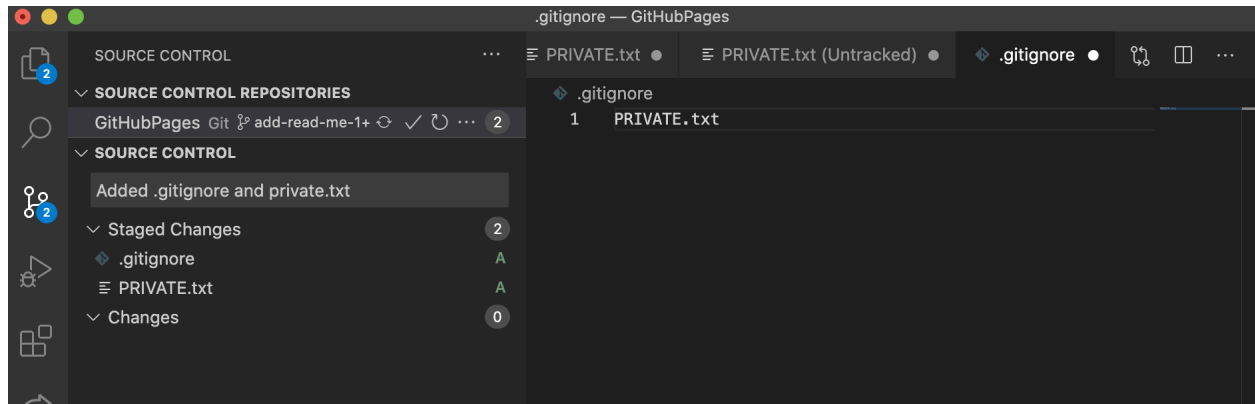 .gitignore — GitHubPages
SOURCE CONTROL
PRIVATE.txt
PRIVATE.txt (Untracked)
.gitignore
2
SOURCE CONTROL REPOSITORIES
.gitignore
GitHubPages Git add-read-me-1+ 2
1 PRIVATE.txt
SOURCE CONTROL
Added .gitignore and private.txt
2
Staged Changes 2
.gitignore A
PRIVATE.txt A
Changes 0